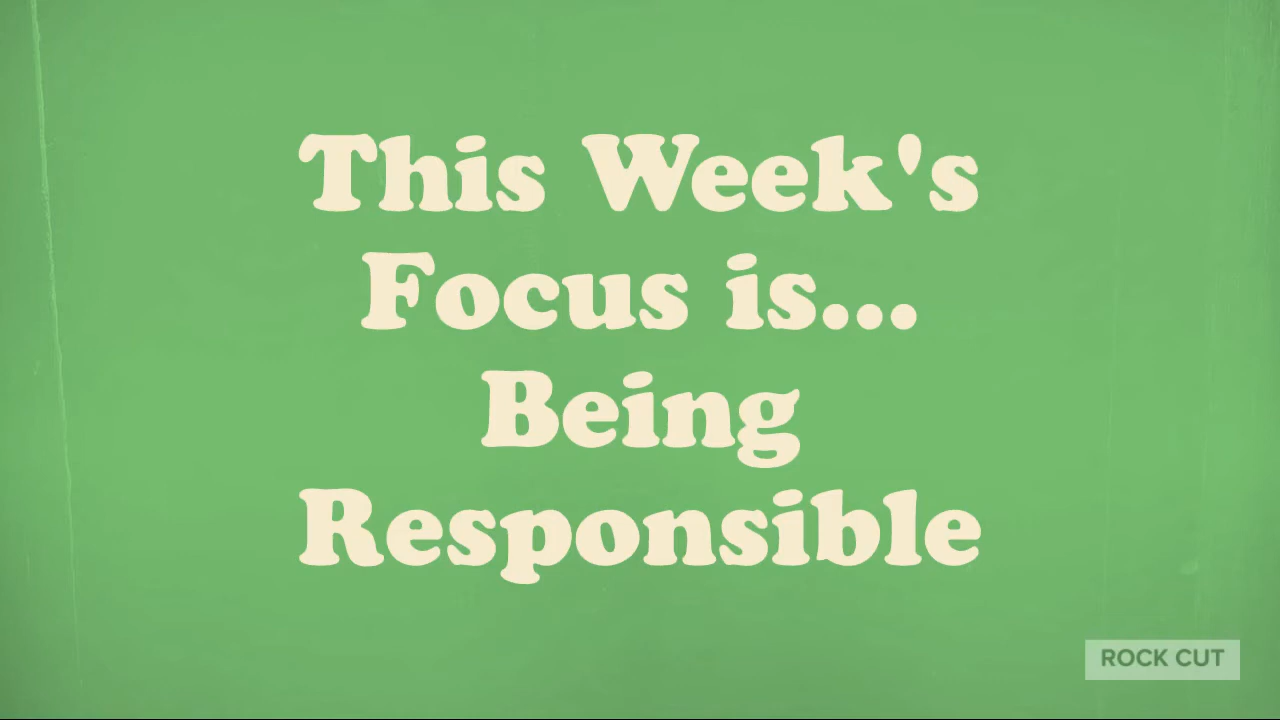 This Week's
Focus is...
Being
Responsible
ROCK CUT